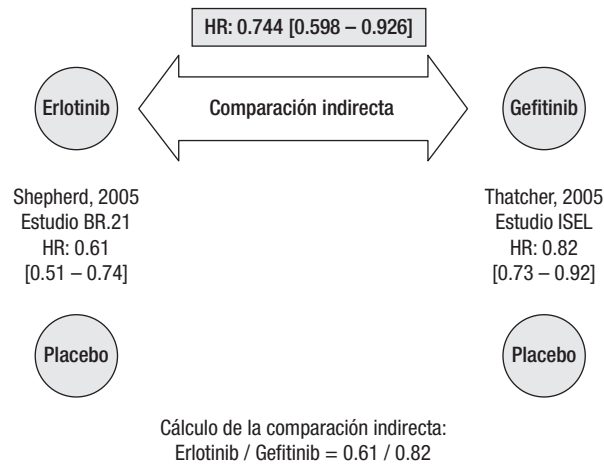 HR: 0.744 [0.598 – 0.926]
Erlotinib
Comparación indirecta
Gefitinib
Shepherd, 2005
Estudio BR.21
HR: 0.61
[0.51 – 0.74]
Thatcher, 2005
Estudio ISEL
HR: 0.82
[0.73 – 0.92]
Placebo
Placebo
Cálculo de la comparación indirecta:
Erlotinib / Gefitinib = 0.61 / 0.82